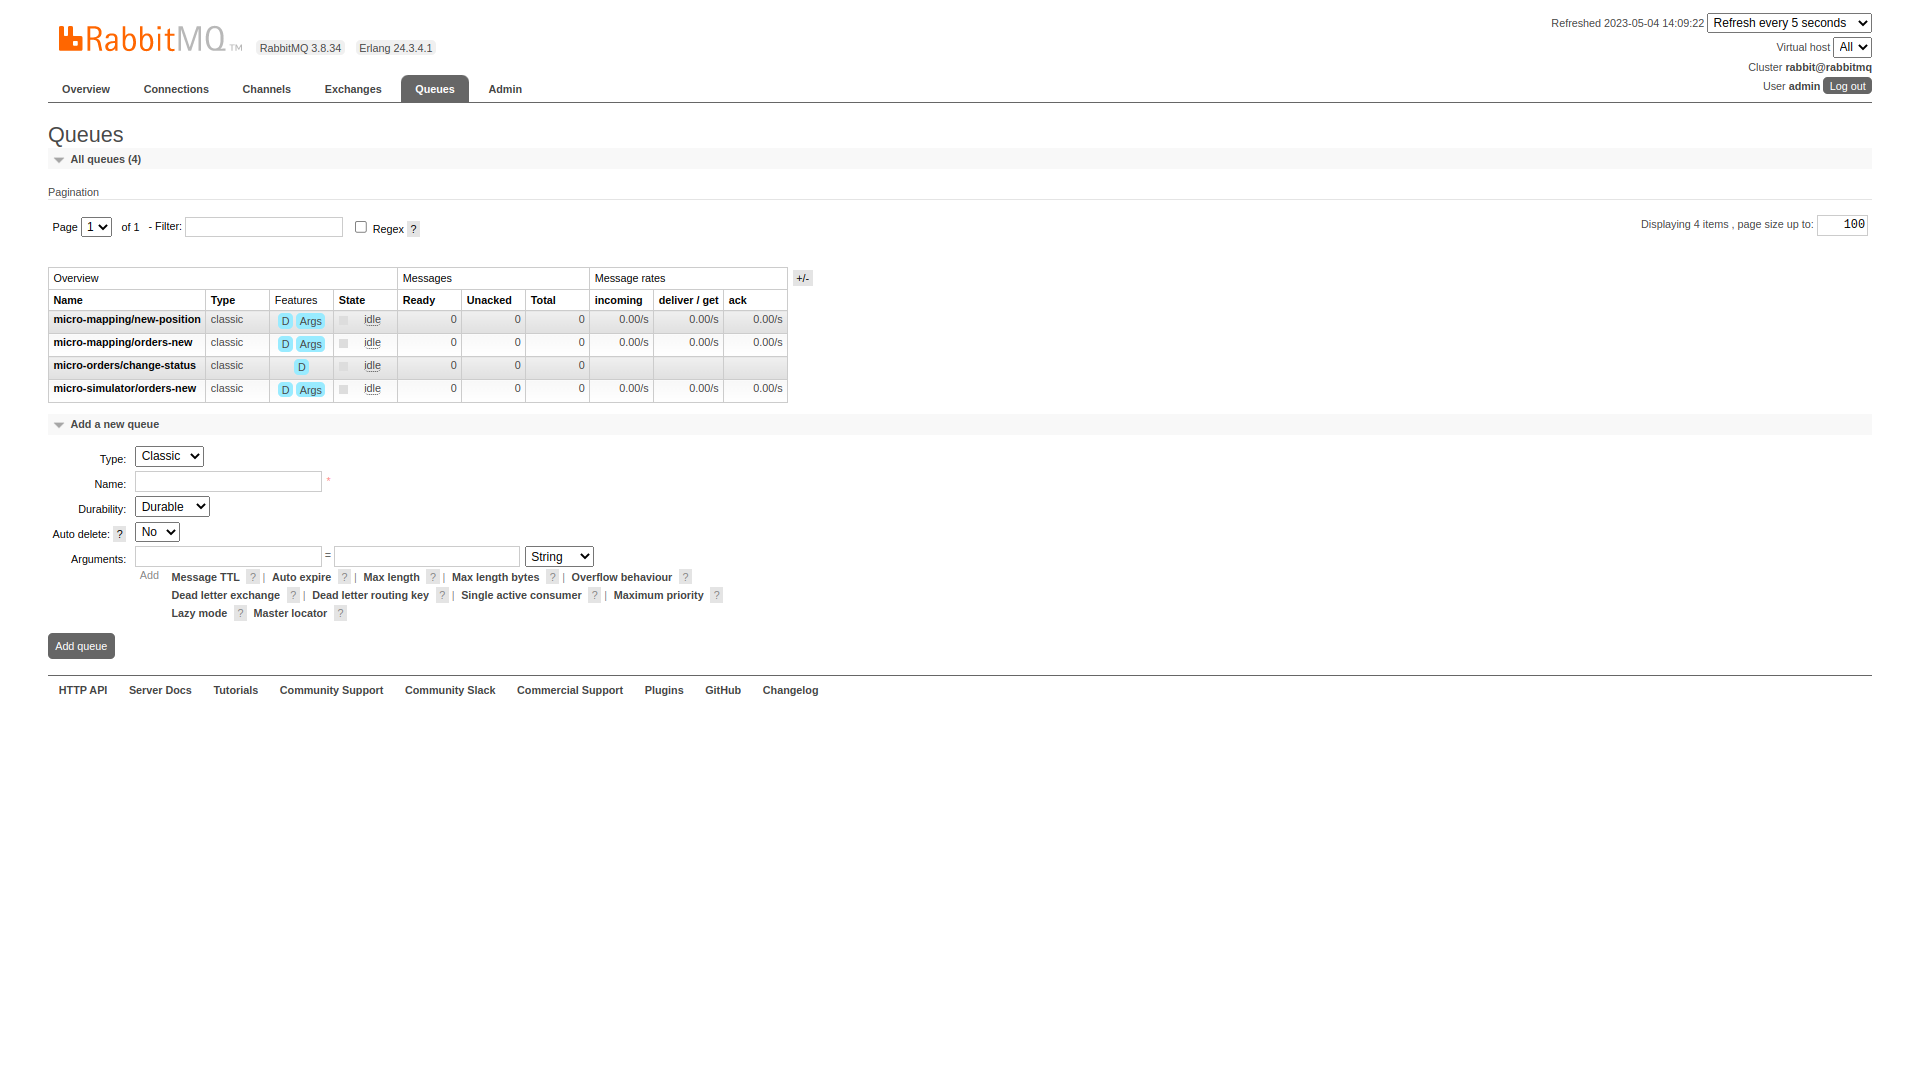 Refreshed 2023-05-04 14:09:22 Refresh every 5 seconds
RabbitMQ TM RabbitMQ 3.8.34 Erlang 24.3.4.1
Virtual host All
Cluster rabbit@rabbitmq
User admin Log out
Overview Connections Channels Exchanges Queues Admin
Queues
All queues (4)
Pagination
Page 1 of 1 - Filter: Regex ? Displaying 4 items , page size up to: 100
Overview Messages Message rates +/-
Name Type Features State Ready Unacked Total incoming deliver / get ack
micro-mapping/new-position classic D Args idle 0 0 0 0.00/s 0.00/s 0.00/s
micro-mapping/orders-new classic D Args idle 0 0 0 0.00/s 0.00/s 0.00/s
micro-orders/change-status classic D idle 0 0 0
micro-simulator/orders-new classic D Args idle 0 0 0 0.00/s 0.00/s 0.00/s
Add a new queue
Type: Classic
Name: *
Durability: Durable
Auto delete: ? No
Arguments: = String
Add Message TTL ? | Auto expire ? | Max length ? | Max length bytes ? | Overflow behaviour ?
Dead letter exchange ? | Dead letter routing key ? | Single active consumer ? | Maximum priority ?
Lazy mode ? Master locator ?
Add queue
HTTP API Server Docs Tutorials Community Support Community Slack Commercial Support Plugins GitHub Changelog